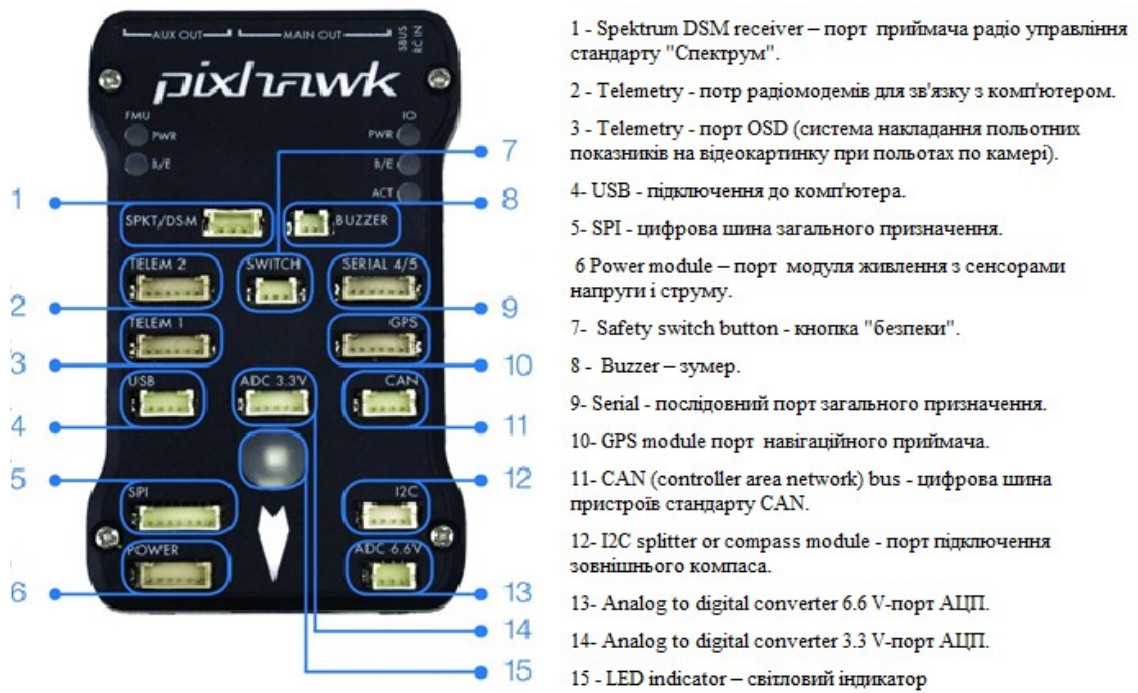 AUX OUT
MAIN OUT
SBUS
RC IN
pixhawk
FMU
IO
PWR
PWR
B/E
B/E
ACT
7
1
8
SPKT/DSM
BUZZER
TELEM 2
SWITCH
SERIAL 4/5
2
9
TELEM 1
GPS
3
10
USB
ADC 3.3V
CAN
4
11
5
12
SPI
I2C
POWER
ADC 6.6V
6
13
14
15
1 - Spektrum DSM receiver – порт приймача радіо управління
стандарту "Спектрум".
2 - Telemetry - потр радіомодемів для зв'язку з комп'ютером.
3 - Telemetry - порт OSD (система накладання польотних
показників на відеокартинку при польотах по камері).
4- USB - підключення до комп'ютера.
5- SPI - цифрова шина загального призначення.
6 Power module – порт модуля живлення з сенсорами
напруги і струму.
7- Safety switch button - кнопка "безпеки".
8 - Buzzer – зумер.
9- Serial - послідовний порт загального призначення.
10- GPS module порт навігаційного приймача.
11- CAN (controller area network) bus - цифрова шина
пристроїв стандарту CAN.
12- I2C splitter or compass module - порт підключення
зовнішнього компаса.
13- Analog to digital converter 6.6 V-порт АЦП.
14- Analog to digital converter 3.3 V-порт АЦП.
15 - LED indicator – світловий індикатор